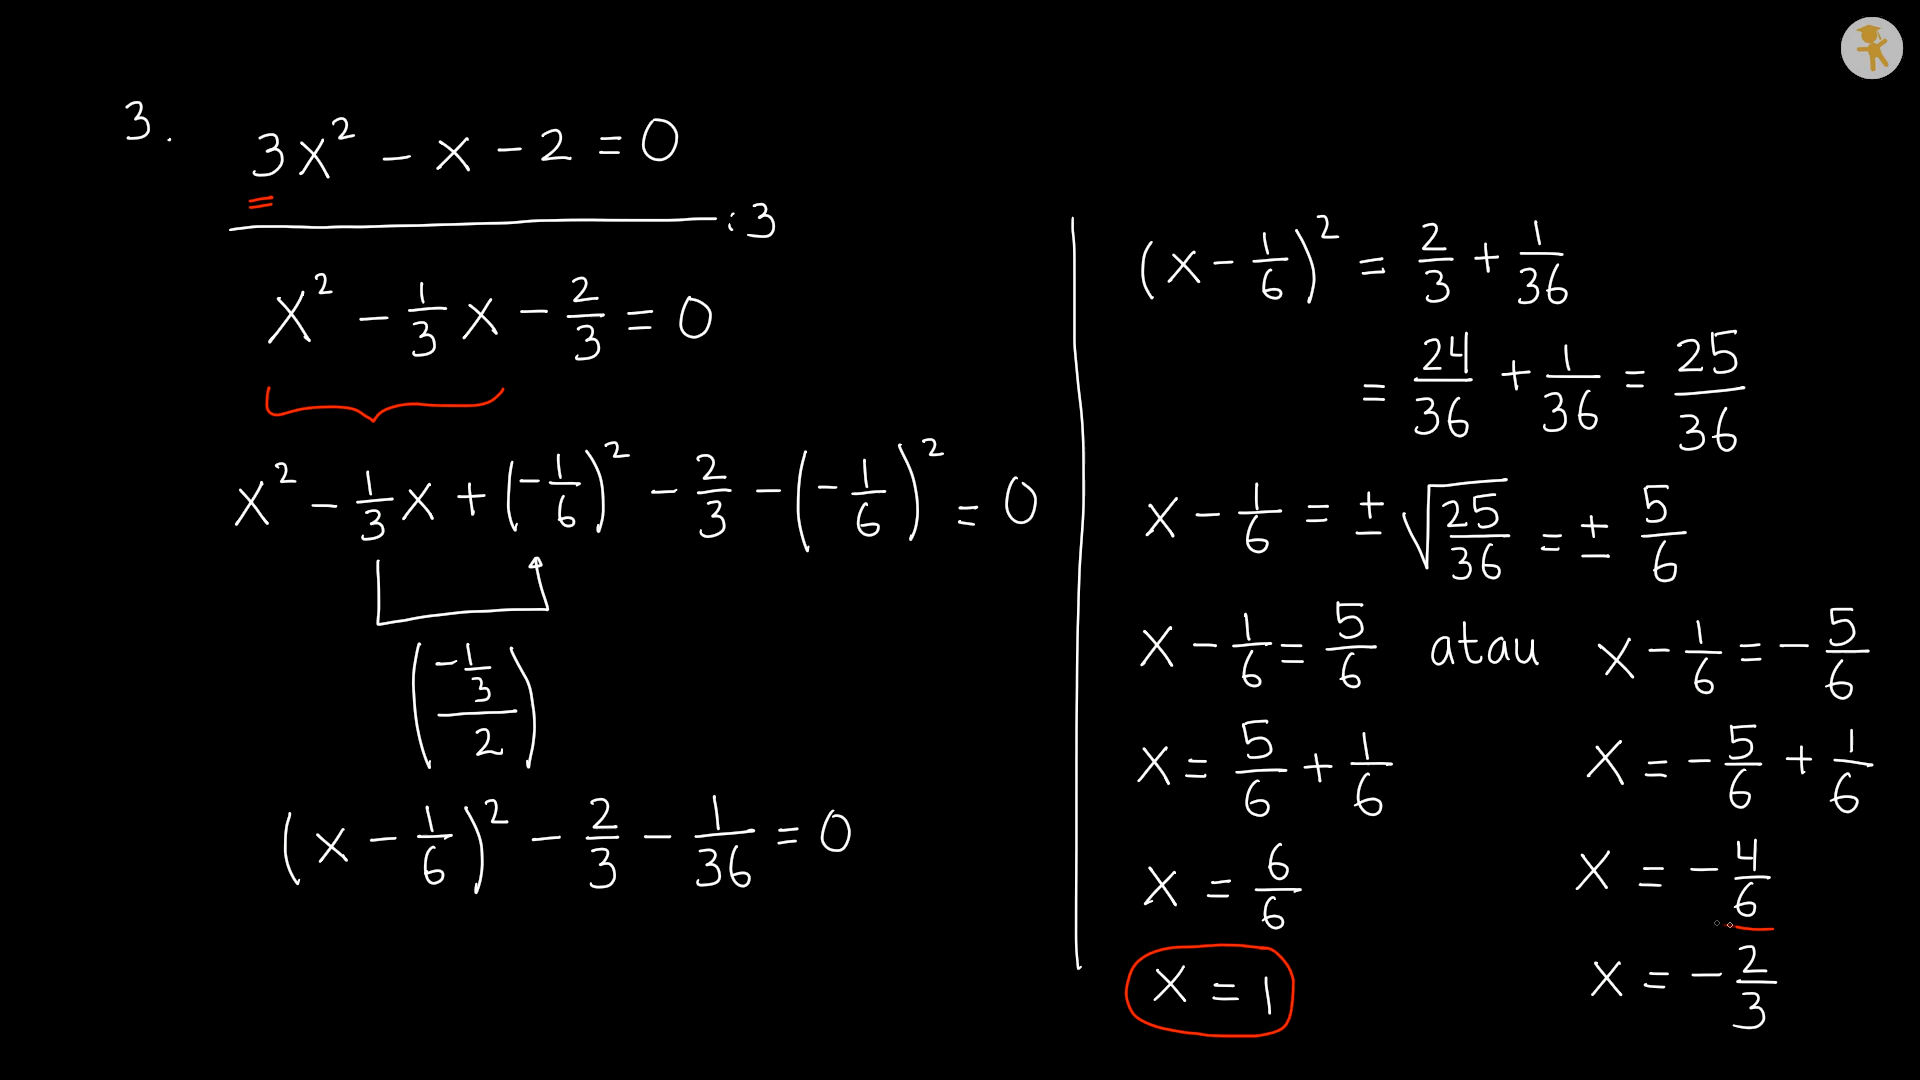 3. 3x² - x - 2 = 0
: 3
x² - 1/3 x - 2/3 = 0
x² - 1/3 x + (-1/6)² - 2/3 - (-1/6)² = 0
((-1/3)/2)
(x - 1/6)² - 2/3 - 1/36 = 0
(x - 1/6)² = 2/3 + 1/36
= 24/36 + 1/36 = 25/36
x - 1/6 = ± √(25/36) = ± 5/6
x - 1/6 = 5/6 atau x - 1/6 = - 5/6
x = 5/6 + 1/6 x = - 5/6 + 1/6
x = 6/6 x = - 4/6
x = 1 x = - 2/3